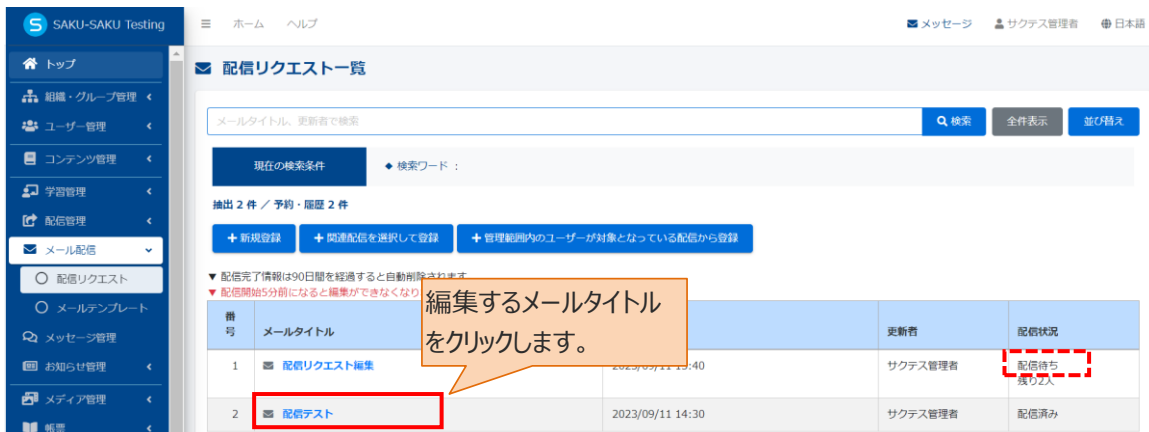 SAKU-SAKU Testing
ホーム ヘルプ
メッセージ サクテス管理者 日本語
トップ
組織・グループ管理
ユーザー管理
コンテンツ管理
学習管理
配信管理
メール配信
配信リクエスト
メールテンプレート
メッセージ管理
お知らせ管理
メディア管理
帳票
配信リクエスト一覧
メールタイトル、更新者で検索
検索 全件表示 並び替え
現在の検索条件 ◆ 検索ワード :
抽出 2 件 / 予約・履歴 2 件
+ 新規登録 + 関連配信を選択して登録 + 管理範囲内のユーザーが対象となっている配信から登録
▼ 配信完了情報は90日間を経過すると自動削除されます
▼ 配信開始5分前になると編集ができなくなり
編集するメールタイトル
をクリックします。
番号 メールタイトル 更新者 配信状況
1 配信リクエスト編集 2023/09/11 15:40 サクテス管理者 配信待ち
残り2人
2 配信テスト 2023/09/11 14:30 サクテス管理者 配信済み